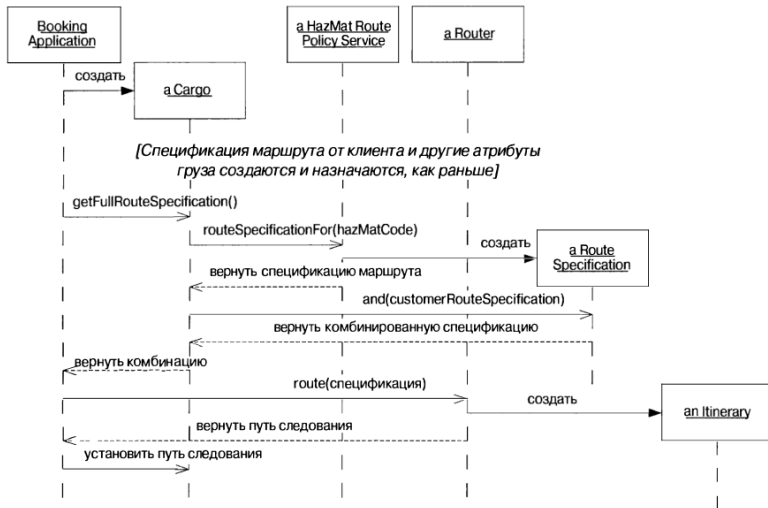 Booking
Application
a HazMat Route
Policy Service
a Router
создать
a Cargo
[Спецификация маршрута от клиента и другие атрибуты
груза создаются и назначаются, как раньше]
getFullRouteSpecification()
routeSpecificationFor(hazMatCode)
создать
a Route
Specification
вернуть спецификацию маршрута
and(customerRouteSpecification)
вернуть комбинированную спецификацию
вернуть комбинацию
route(спецификация)
создать
an Itinerary
вернуть путь следования
установить путь следования